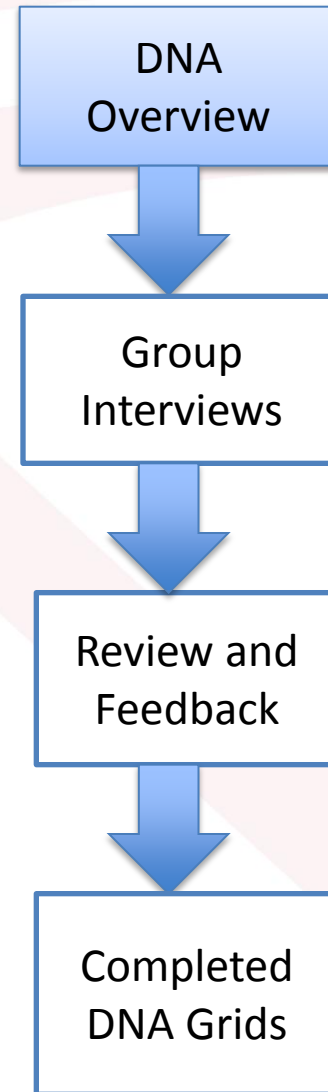 DNA
Overview
Group
Interviews
Review and
Feedback
Completed
DNA Grids